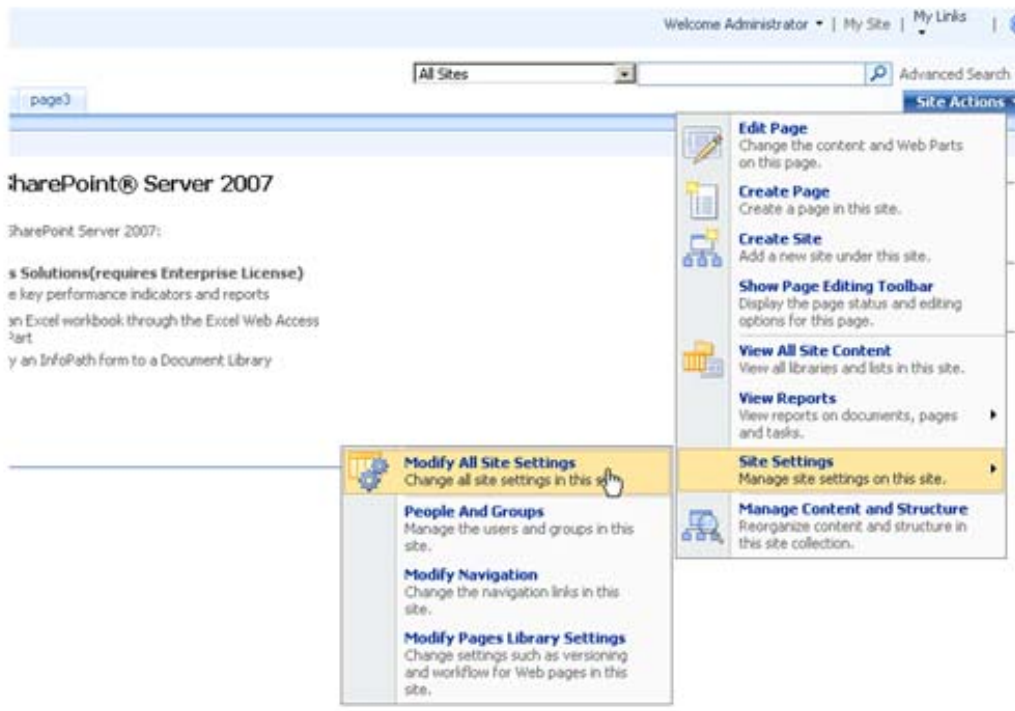 Welcome Administrator | My Site | My Links |
All Sites
Advanced Search
page3
Site Actions
harePoint® Server 2007
SharePoint Server 2007:
s Solutions(requires Enterprise License)
e key performance indicators and reports
an Excel workbook through the Excel Web Access
Part
y an InfoPath form to a Document Library
Edit Page
Change the content and Web Parts
on this page.
Create Page
Create a page in this site.
Create Site
Add a new site under this site.
Show Page Editing Toolbar
Display the page status and editing
options for this page.
View All Site Content
View all libraries and lists in this site.
View Reports
View reports on documents, pages
and tasks.
Site Settings
Manage site settings on this site.
Manage Content and Structure
Reorganize content and structure in
this site collection.
Modify All Site Settings
Change all site settings in this
People And Groups
Manage the users and groups in this
site.
Modify Navigation
Change the navigation links in this
site.
Modify Pages Library Settings
Change settings such as versioning
and workflow for Web pages in this
site.